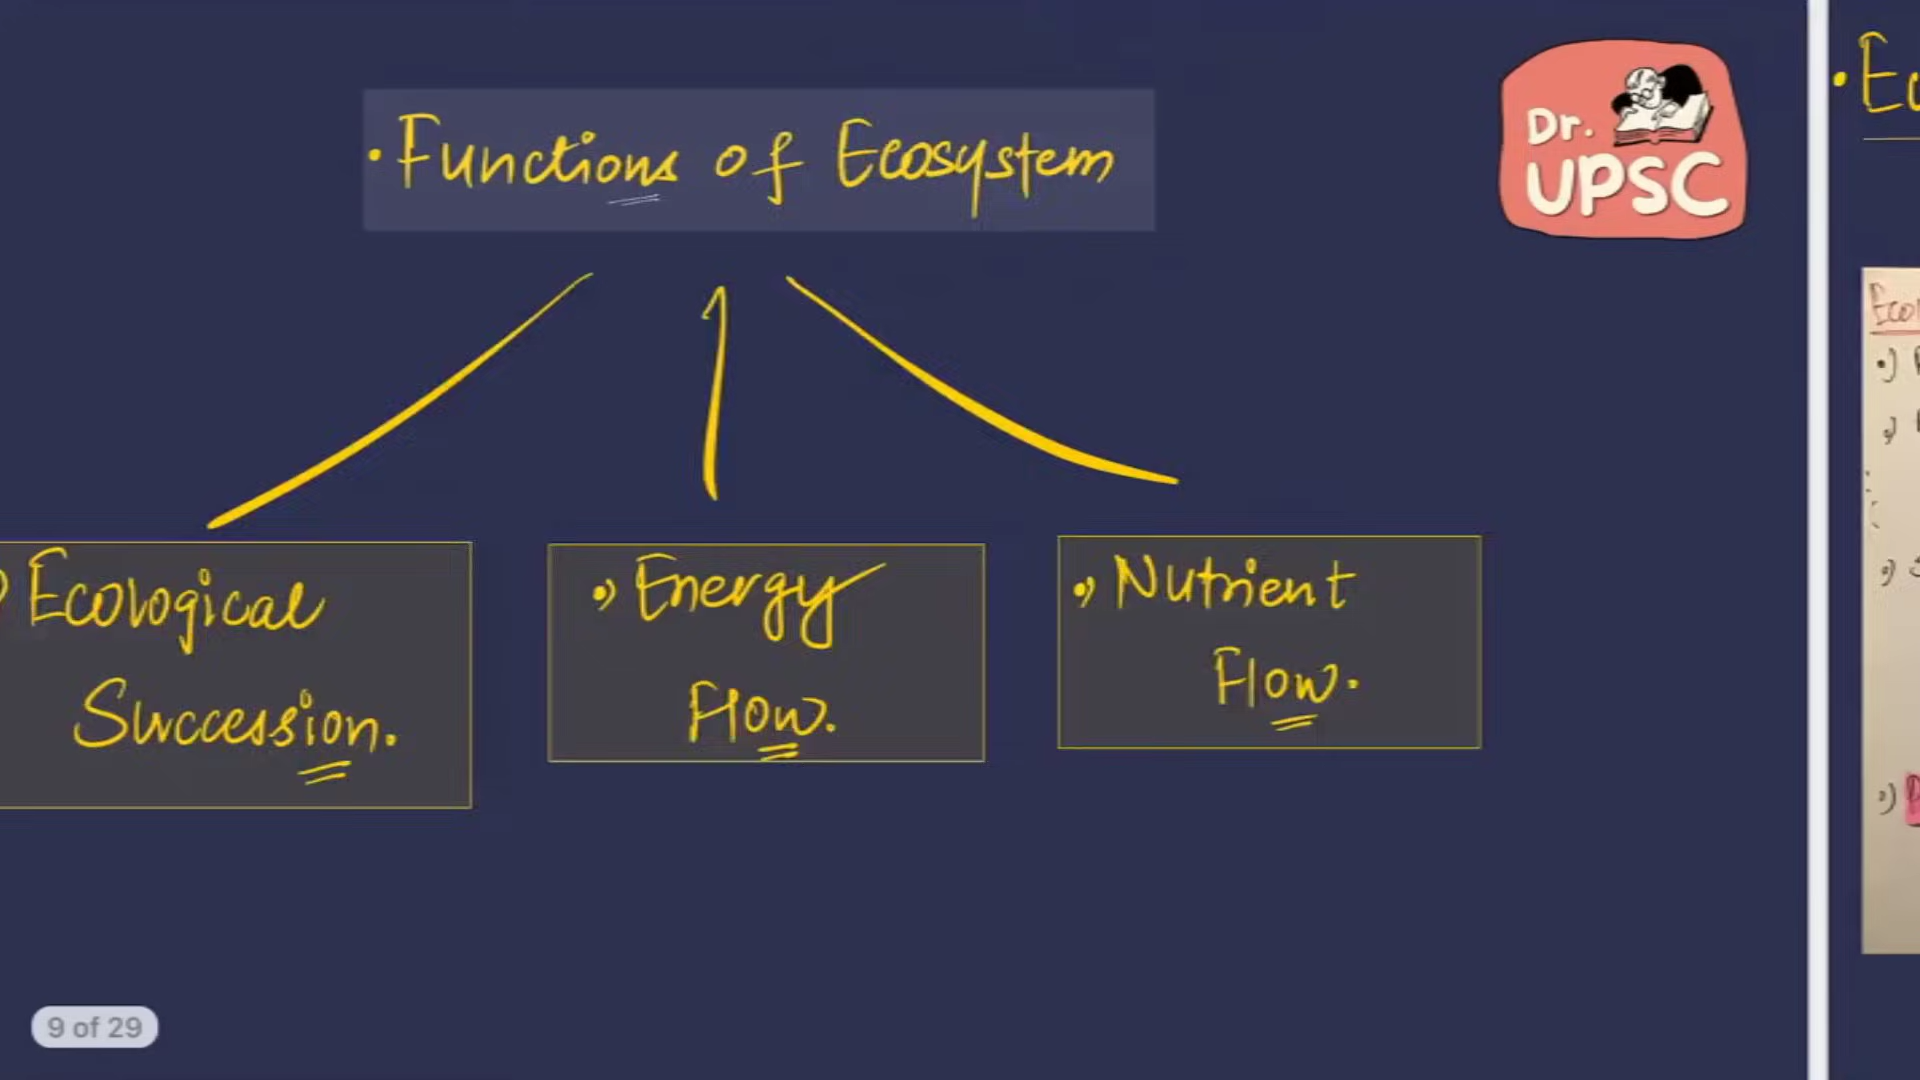 • Functions of Ecosystem
Dr.
UPSC
Ecological
Succession.
•) Energy
Flow.
•) Nutrient
Flow.
9 of 29